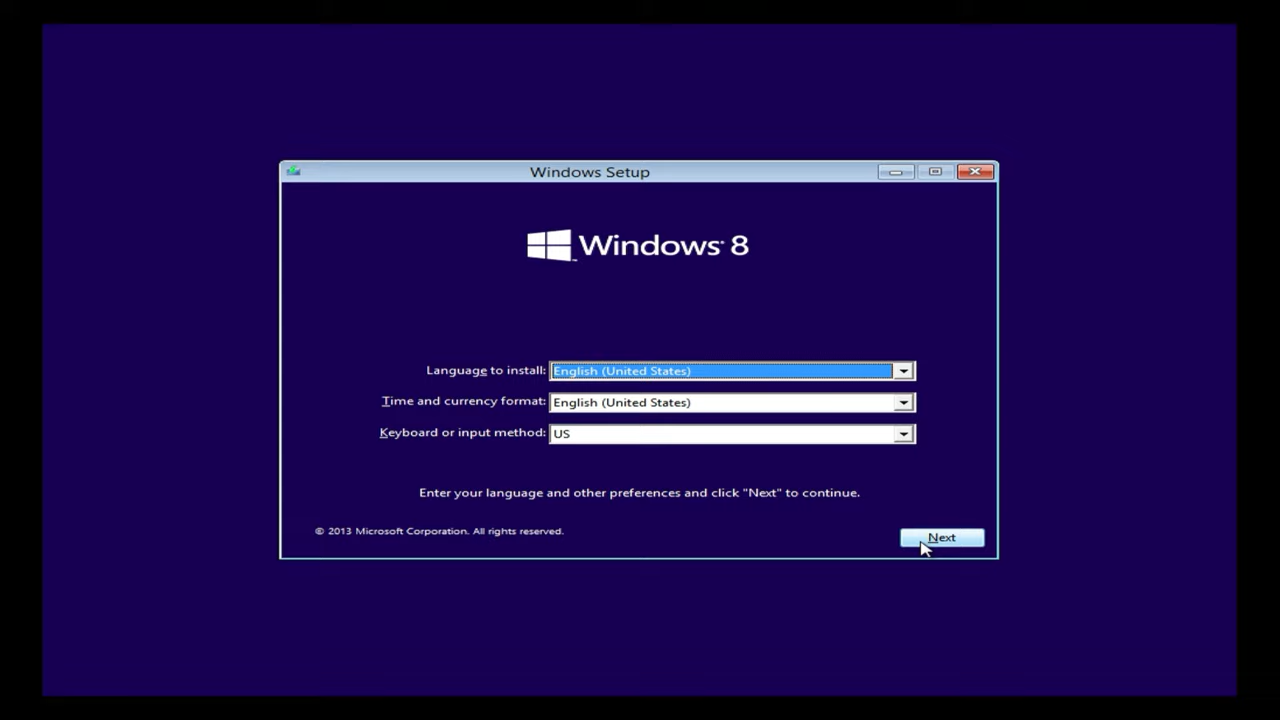 Windows Setup
Windows 8
Language to install: English (United States)
Time and currency format: English (United States)
Keyboard or input method: US
Enter your language and other preferences and click "Next" to continue.
© 2013 Microsoft Corporation. All rights reserved.
Next